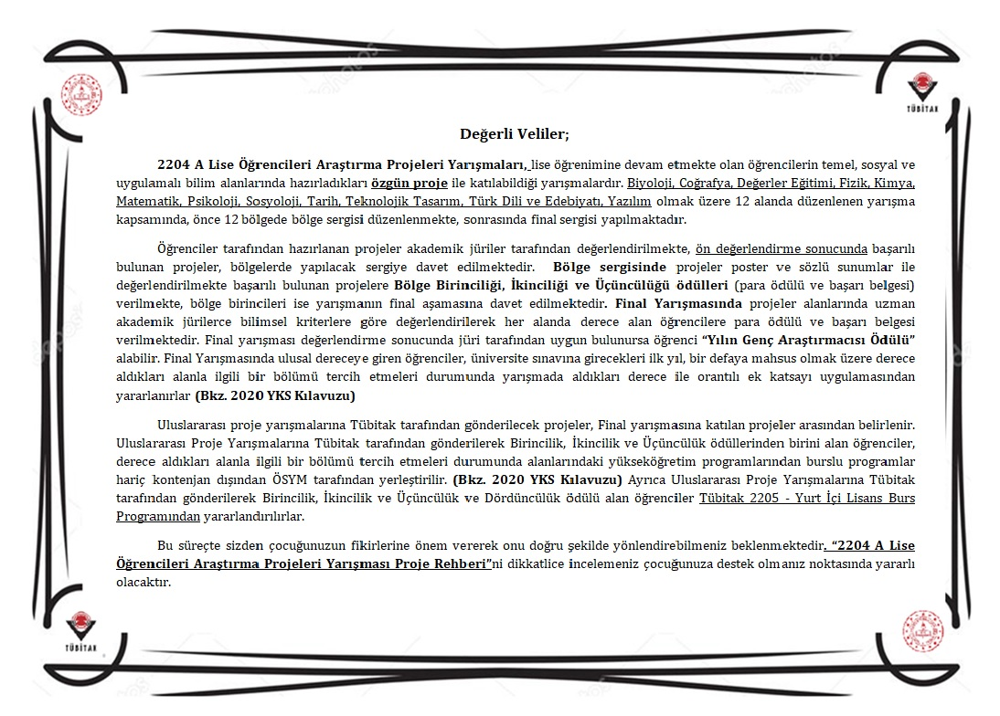 TÜBİTAK
Değerli Veliler;
2204 A Lise Öğrencileri Araştırma Projeleri Yarışmaları, lise öğrenimine devam etmekte olan öğrencilerin temel, sosyal ve
uygulamalı bilim alanlarında hazırladıkları özgün proje ile katılabildiği yarışmalardır. Biyoloji, Coğrafya, Değerler Eğitimi, Fizik, Kimya,
Matematik, Psikoloji, Sosyoloji, Tarih, Teknolojik Tasarım, Türk Dili ve Edebiyatı, Yazılım olmak üzere 12 alanda düzenlenen yarışma
kapsamında, önce 12 bölgede bölge sergisi düzenlenmekte, sonrasında final sergisi yapılmaktadır.
Öğrenciler tarafından hazırlanan projeler akademik jüriler tarafından değerlendirilmekte, ön değerlendirme sonucunda başarılı
bulunan projeler, bölgelerde yapılacak sergiye davet edilmektedir. Bölge sergisinde projeler poster ve sözlü sunumlar ile
değerlendirilmekte başarılı bulunan projelere Bölge Birinciliği, İkinciliği ve Üçüncülüğü ödülleri (para ödülü ve başarı belgesi)
verilmekte, bölge birincileri ise yarışmanın final aşamasına davet edilmektedir. Final Yarışmasında projeler alanlarında uzman
akademik jürilerce bilimsel kriterlere göre değerlendirilerek her alanda derece alan öğrencilere para ödülü ve başarı belgesi
verilmektedir. Final yarışması değerlendirme sonucunda jüri tarafından uygun bulunursa öğrenci “Yılın Genç Araştırmacısı Ödülü”
alabilir. Final Yarışmasında ulusal dereceye giren öğrenciler, üniversite sınavına girecekleri ilk yıl, bir defaya mahsus olmak üzere derece
aldıkları alanla ilgili bir bölümü tercih etmeleri durumunda yarışmada aldıkları derece ile orantılı ek katsayı uygulamasından
yararlanırlar (Bkz. 2020 YKS Kılavuzu)
Uluslararası proje yarışmalarına Tübitak tarafından gönderilecek projeler, Final yarışmasına katılan projeler arasından belirlenir.
Uluslararası Proje Yarışmalarına Tübitak tarafından gönderilerek Birincilik, İkincilik ve Üçüncülük ödüllerinden birini alan öğrenciler,
derece aldıkları alanla ilgili bir bölümü tercih etmeleri durumunda alanlarındaki yükseköğretim programlarından burslu programlar
hariç kontenjan dışından ÖSYM tarafından yerleştirilir. (Bkz. 2020 YKS Kılavuzu) Ayrıca Uluslararası Proje Yarışmalarına Tübitak
tarafından gönderilerek Birincilik, İkincilik ve Üçüncülük ve Dördüncülük ödülü alan öğrenciler Tübitak 2205 - Yurt İçi Lisans Burs
Programından yararlandırılırlar.
Bu süreçte sizden çocuğunuzun fikirlerine önem vererek onu doğru şekilde yönlendirebilmeniz beklenmektedir. “2204 A Lise
Öğrencileri Araştırma Projeleri Yarışması Proje Rehberi”ni dikkatlice incelemeniz çocuğunuza destek olmanız noktasında yararlı
olacaktır.
TÜBİTAK